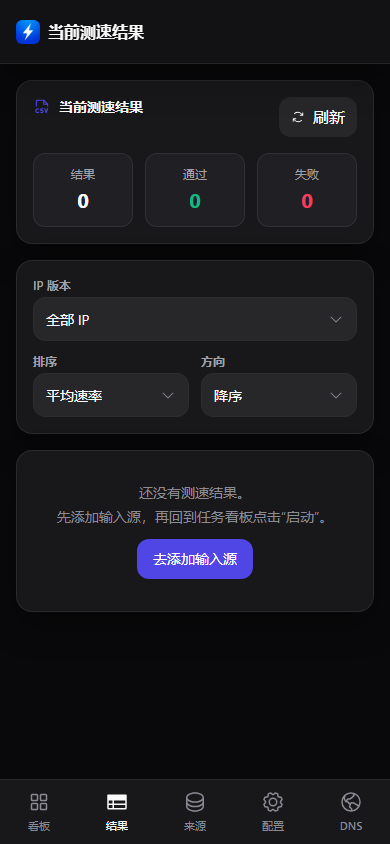 当前测速结果
CSV
当前测速结果
刷新
结果
通过
失败
0
0
0
IP 版本
全部 IP
排序
方向
平均速率
降序
还没有测速结果。
先添加输入源，再回到任务看板点击“启动”。
去添加输入源
看板
结果
来源
配置
DNS